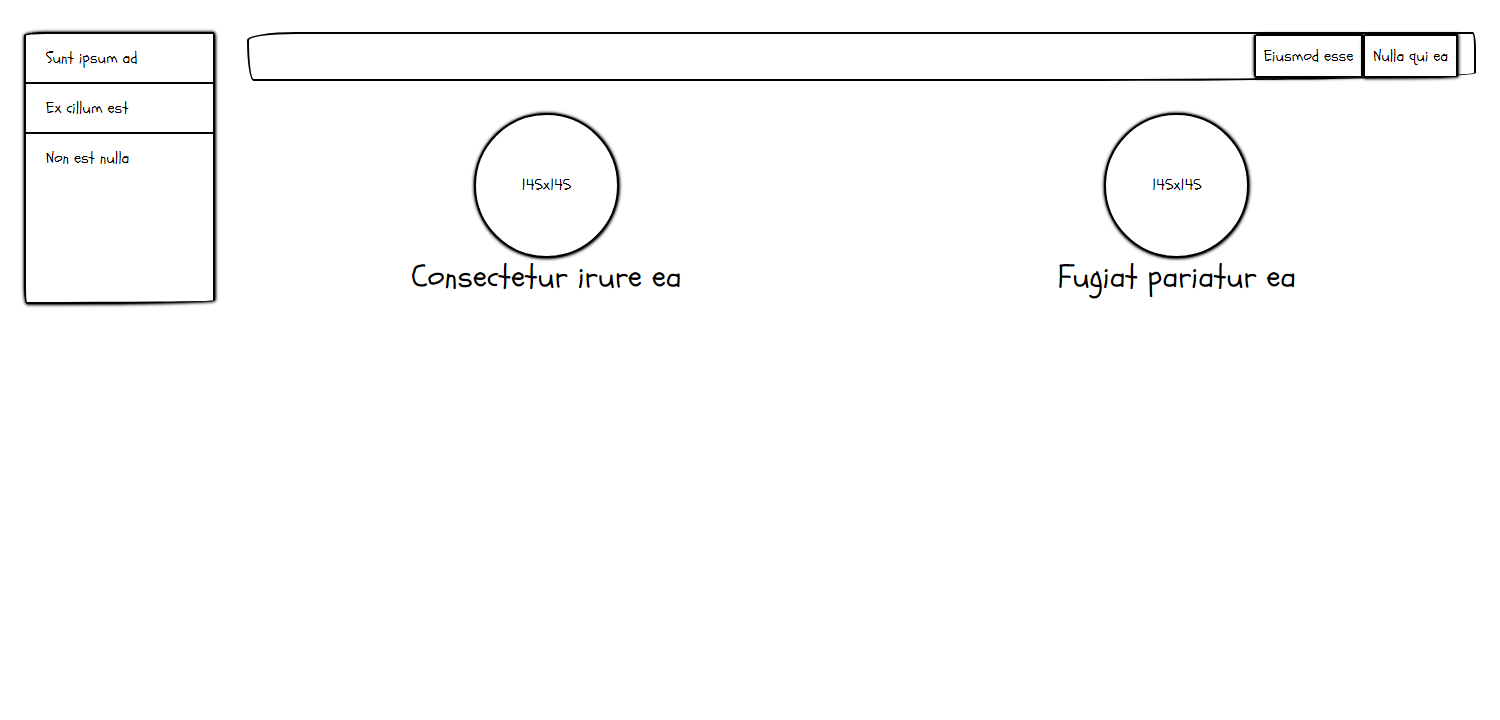 Sunt ipsum ad
Ex cillum est
Non est nulla
Eiusmod esse
Nulla qui ea
145x145
Consectetur irure ea
145x145
Fugiat pariatur ea